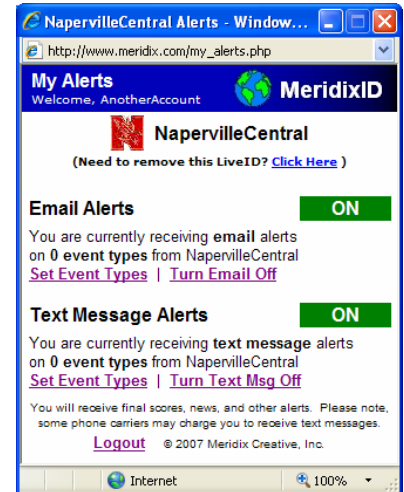 NapervilleCentral Alerts - Window...
http://www.meridix.com/my_alerts.php
My Alerts
Welcome, AnotherAccount
MeridixID
N
NapervilleCentral
(Need to remove this LiveID? Click Here )
Email Alerts
ON
You are currently receiving email alerts
on 0 event types from NapervilleCentral
Set Event Types | Turn Email Off
Text Message Alerts
ON
You are currently receiving text message alerts
on 0 event types from NapervilleCentral
Set Event Types | Turn Text Msg Off
You will receive final scores, news, and other alerts. Please note,
some phone carriers may charge you to receive text messages.
Logout © 2007 Meridix Creative, Inc.
Internet
100%